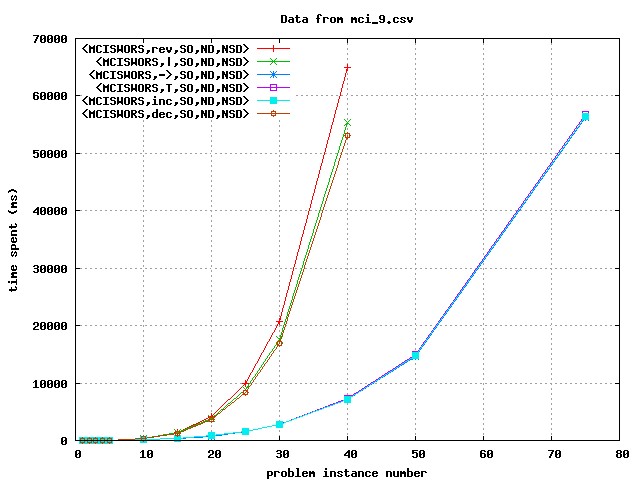 Data from mci_9.csv
70000
60000
50000
40000
30000
20000
10000
0
time spent (ms)
<MCISWORS,rev,SO,ND,NSD>
<MCISWORS,|,SO,ND,NSD>
<MCISWORS,-),SO,ND,NSD>
<MCISWORS,T,SO,ND,NSD>
<MCISWORS,inc,SO,ND,NSD>
<MCISWORS,dec,SO,ND,NSD>
0 10 20 30 40 50 60 70 80
problem instance number